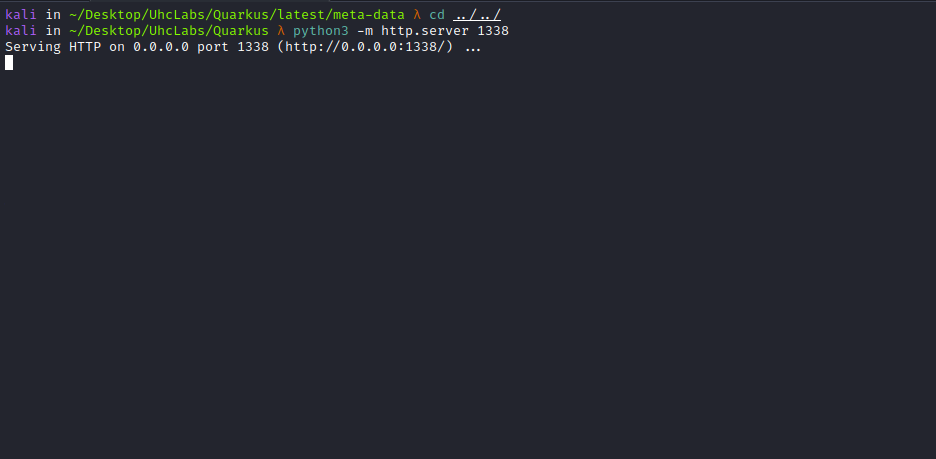 kali in ~/Desktop/UhcLabs/Quarkus/latest/meta-data λ cd ../../
kali in ~/Desktop/UhcLabs/Quarkus λ python3 -m http.server 1338
Serving HTTP on 0.0.0.0 port 1338 (http://0.0.0.0:1338/) ...